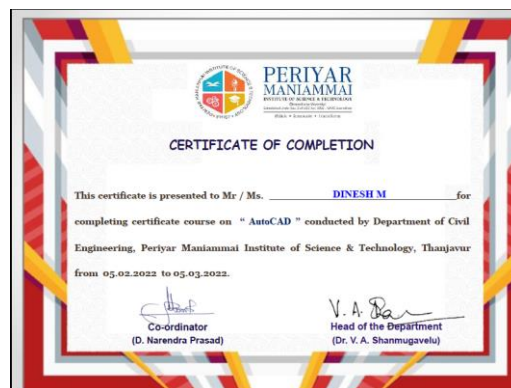 PERIYAR
MANIAMMAI
INSTITUTE OF SCIENCE & TECHNOLOGY
CERTIFICATE OF COMPLETION
This certificate is presented to Mr / Ms. DINESH M for
completing certificate course on “ AutoCAD ” conducted by Department of Civil
Engineering, Periyar Maniammai Institute of Science & Technology, Thanjavur
from 05.02.2022 to 05.03.2022.
V. A.
Co-ordinator
(D. Narendra Prasad)
Head of the Department
(Dr. V. A. Shanmugavelu)